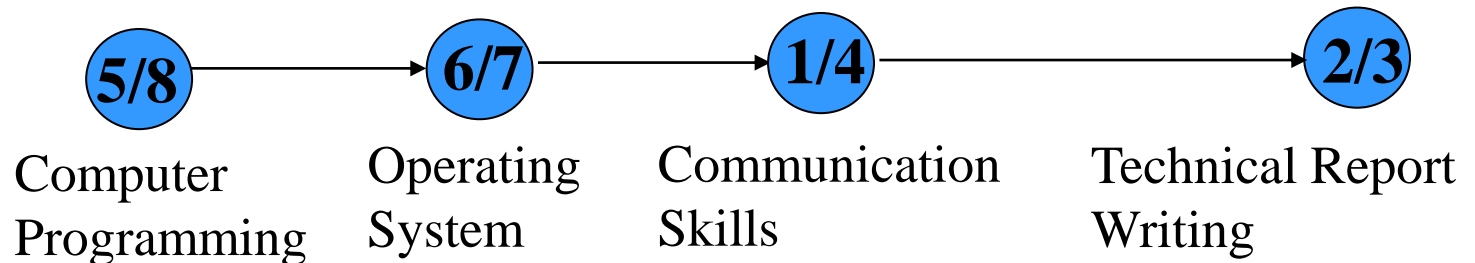 5/8 6/7 1/4 2/3
Computer
Programming
Operating
System
Communication
Skills
Technical Report
Writing